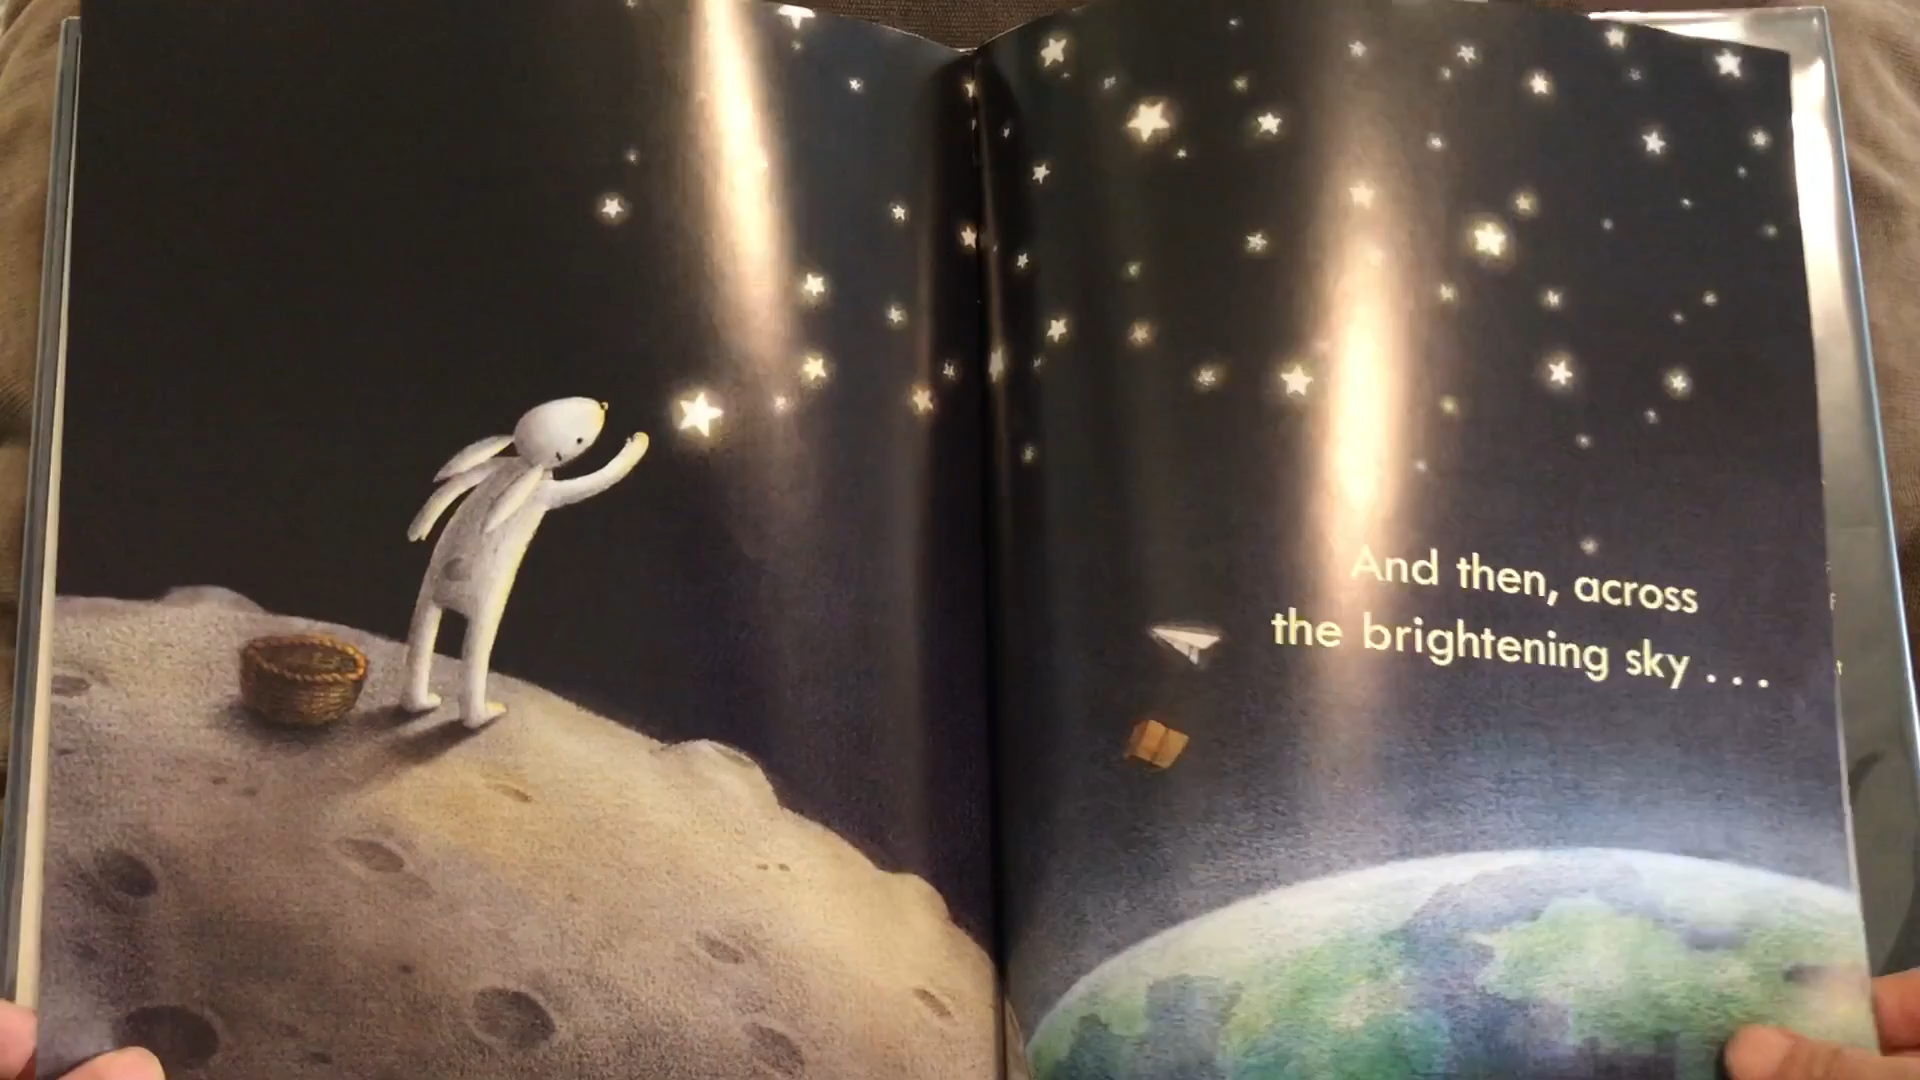 And then, across
the brightening sky . . .